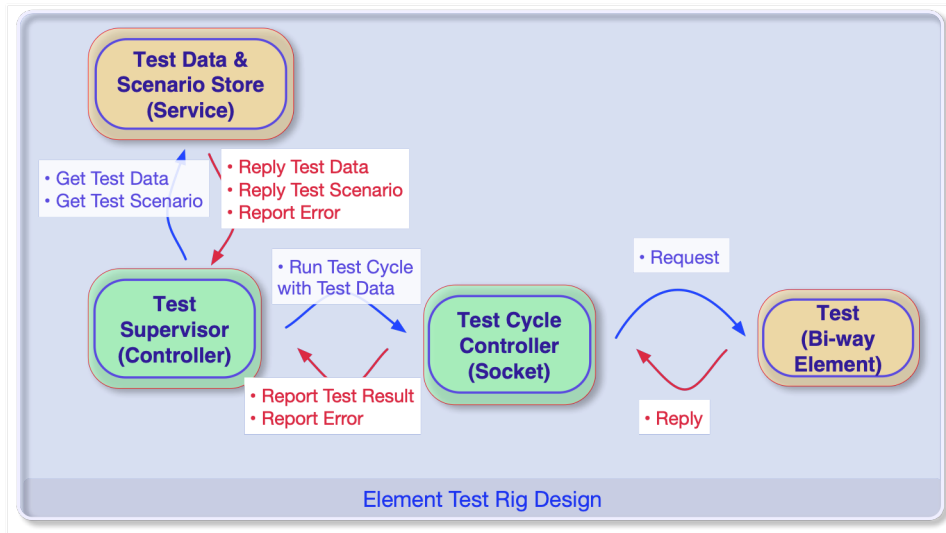 Test Data &
Scenario Store
(Service)
• Get Test Data
• Get Test Scenario
• Reply Test Data
• Reply Test Scenario
• Report Error
Test
Supervisor
(Controller)
• Run Test Cycle
with Test Data
• Report Test Result
• Report Error
Test Cycle
Controller
(Socket)
• Request
• Reply
Test
(Bi-way
Element)
Element Test Rig Design